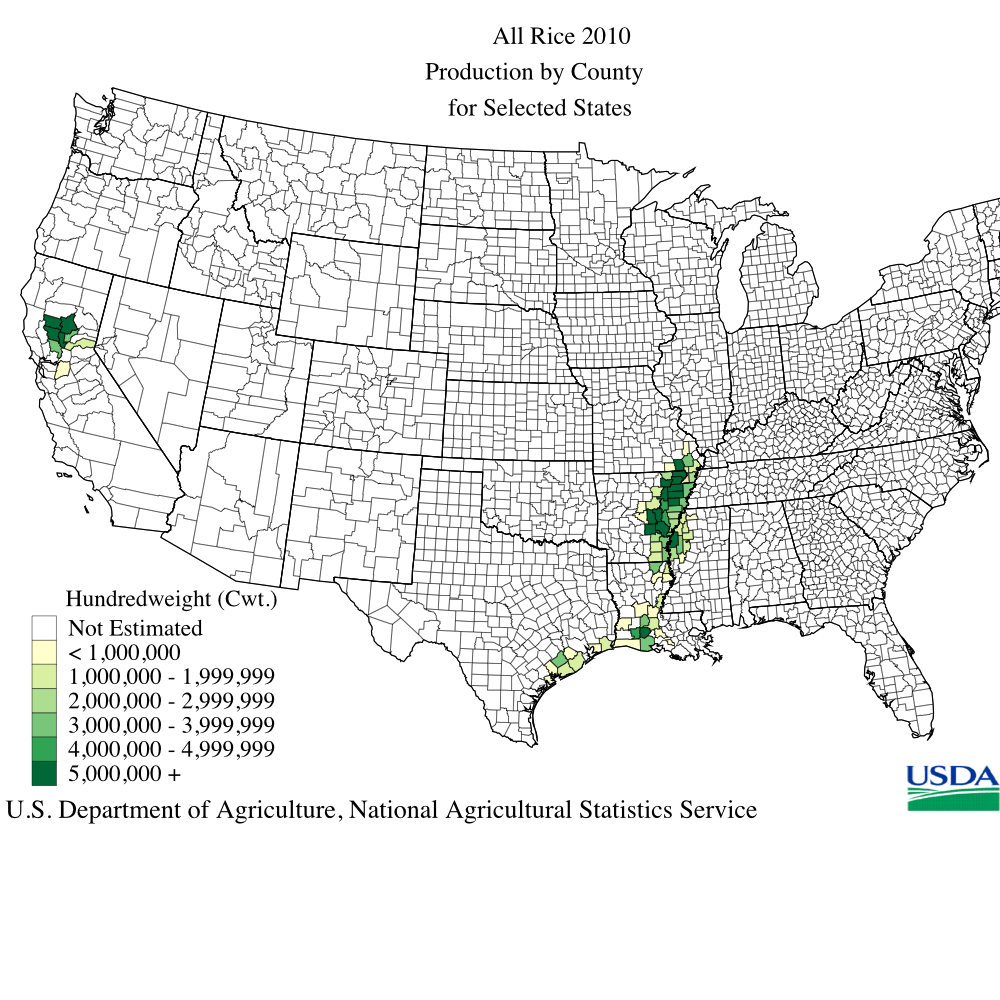 All Rice 2010
Production by County
for Selected States
Hundredweight (Cwt.)
Not Estimated
< 1,000,000
1,000,000 - 1,999,999
2,000,000 - 2,999,999
3,000,000 - 3,999,999
4,000,000 - 4,999,999
5,000,000 +
USDA
U.S. Department of Agriculture, National Agricultural Statistics Service